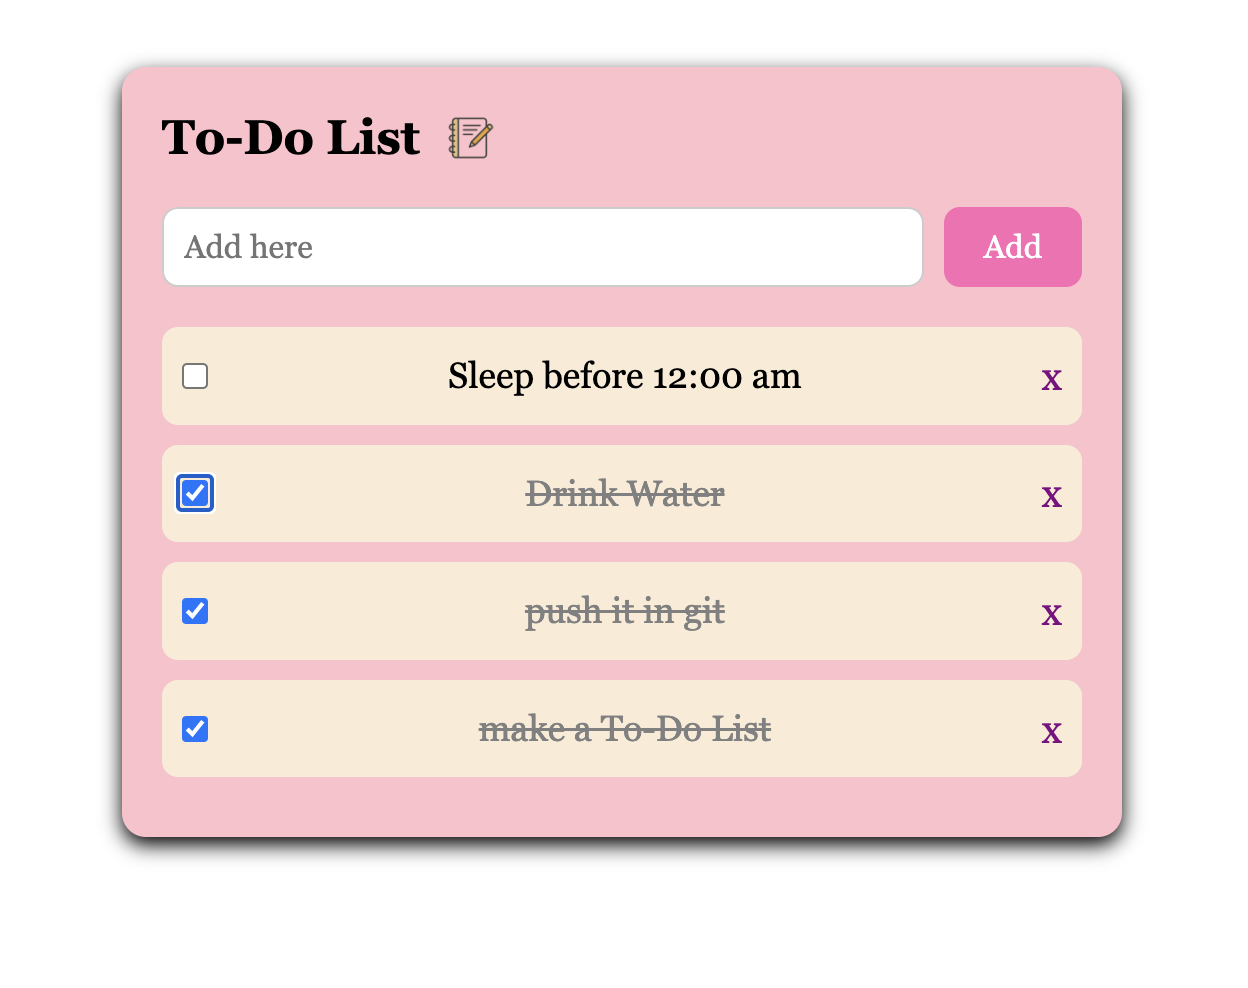 To-Do List
Add here
Add
Sleep before 12:00 am
x
Drink Water
x
push it in git
x
make a To-Do List
x